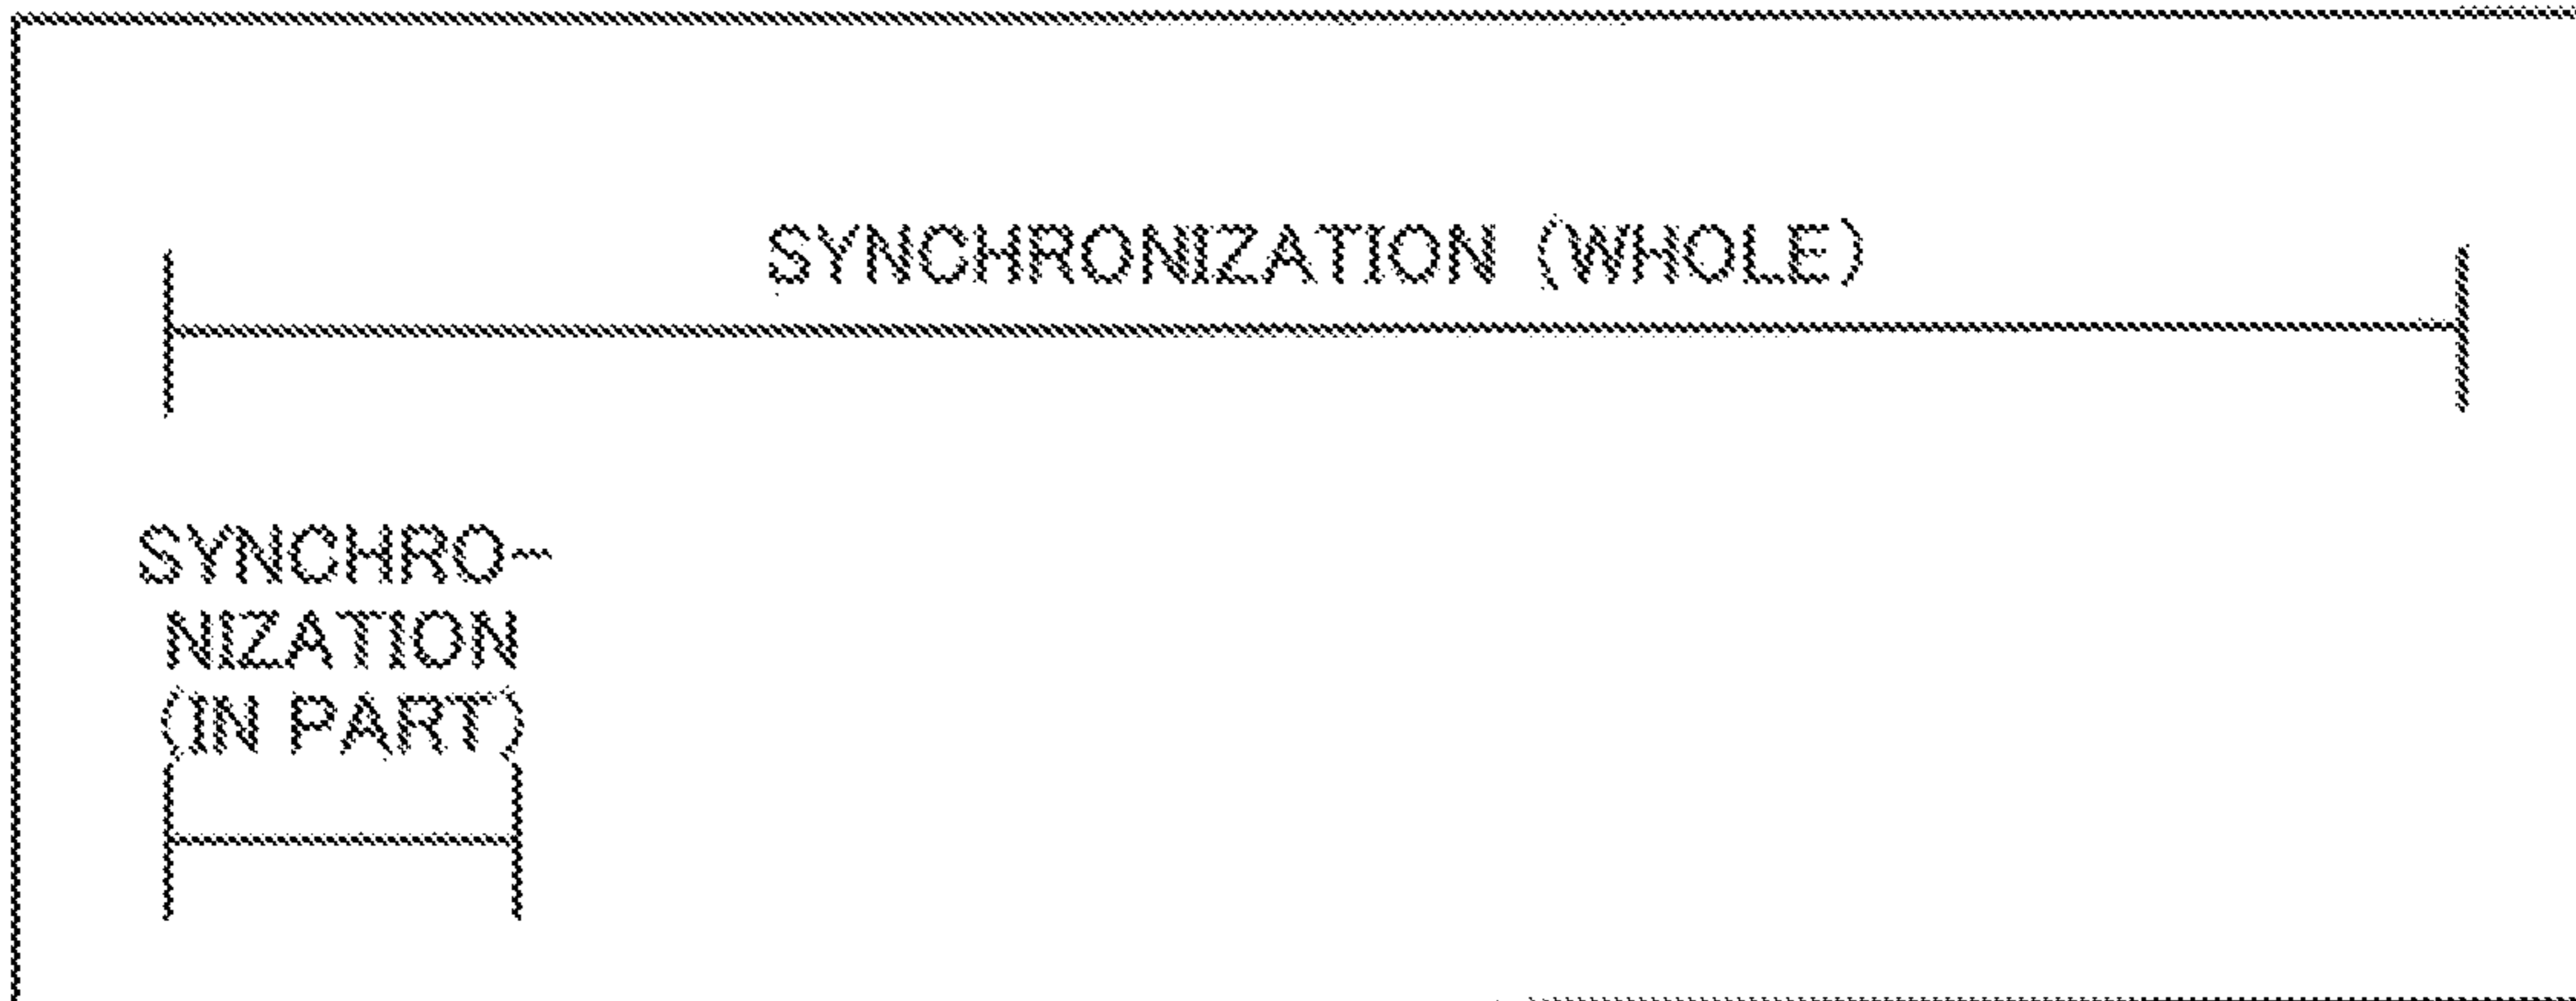 SYNCHRONIZATION (WHOLE)
SYNCHRO-
NIZATION
(IN PART)